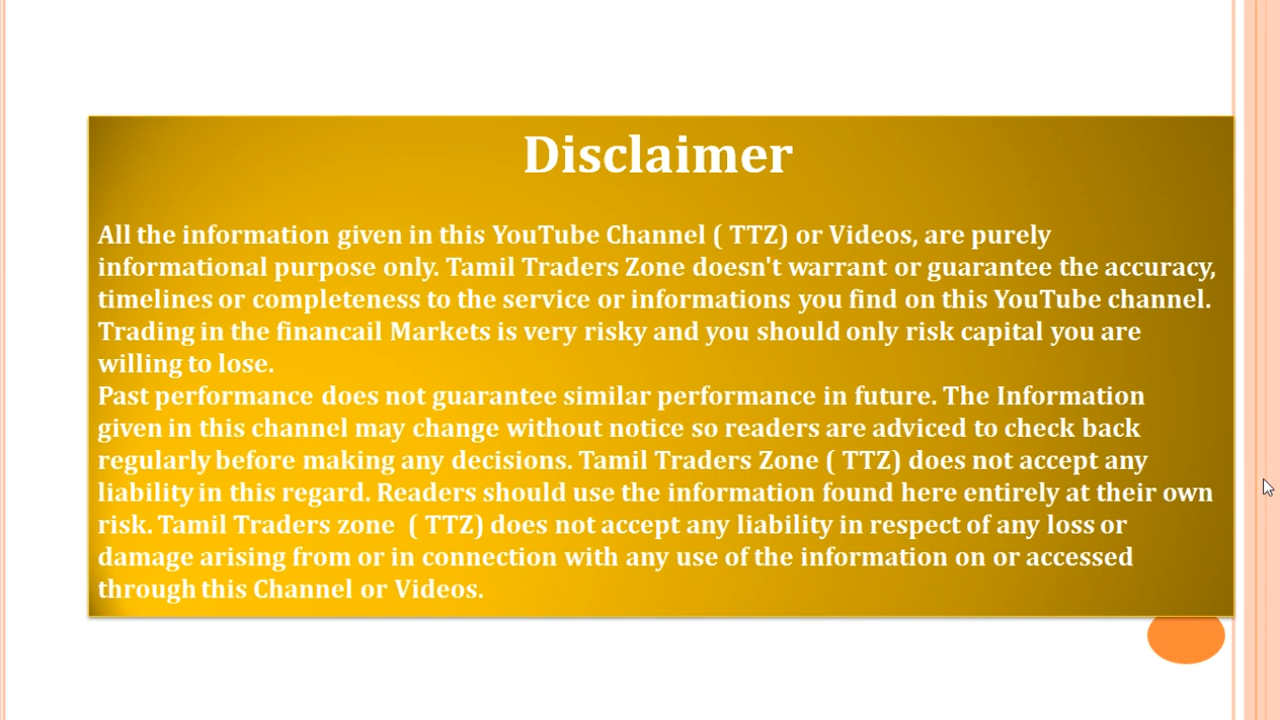 Disclaimer
All the information given in this YouTube Channel ( TTZ) or Videos, are purely
informational purpose only. Tamil Traders Zone doesn't warrant or guarantee the accuracy,
timelines or completeness to the service or informations you find on this YouTube channel.
Trading in the financail Markets is very risky and you should only risk capital you are
willing to lose.
Past performance does not guarantee similar performance in future. The Information
given in this channel may change without notice so readers are adviced to check back
regularly before making any decisions. Tamil Traders Zone ( TTZ) does not accept any
liability in this regard. Readers should use the information found here entirely at their own
risk. Tamil Traders zone  ( TTZ) does not accept any liability in respect of any loss or
damage arising from or in connection with any use of the information on or accessed
through this Channel or Videos.